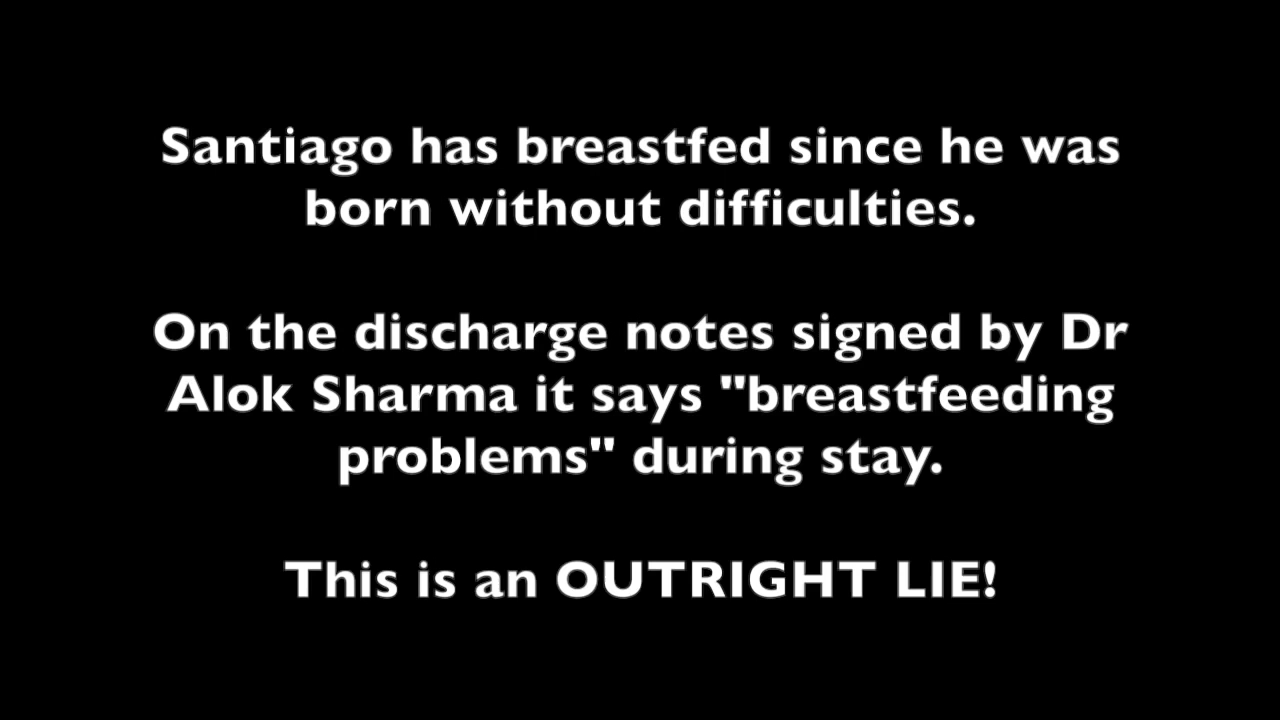 Santiago has breastfed since he was
born without difficulties.
On the discharge notes signed by Dr
Alok Sharma it says "breastfeeding
problems" during stay.
This is an OUTRIGHT LIE!